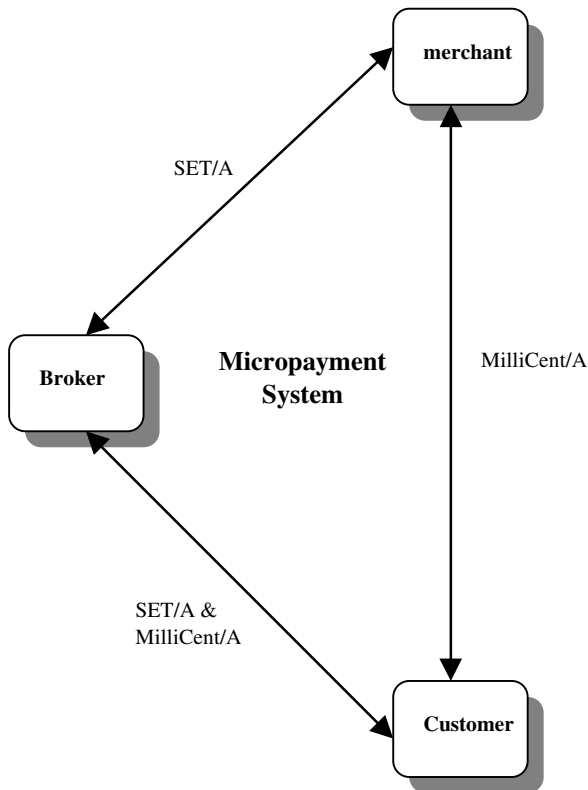 merchant
SET/A
Broker
Micropayment
System
MilliCent/A
SET/A &
MilliCent/A
Customer